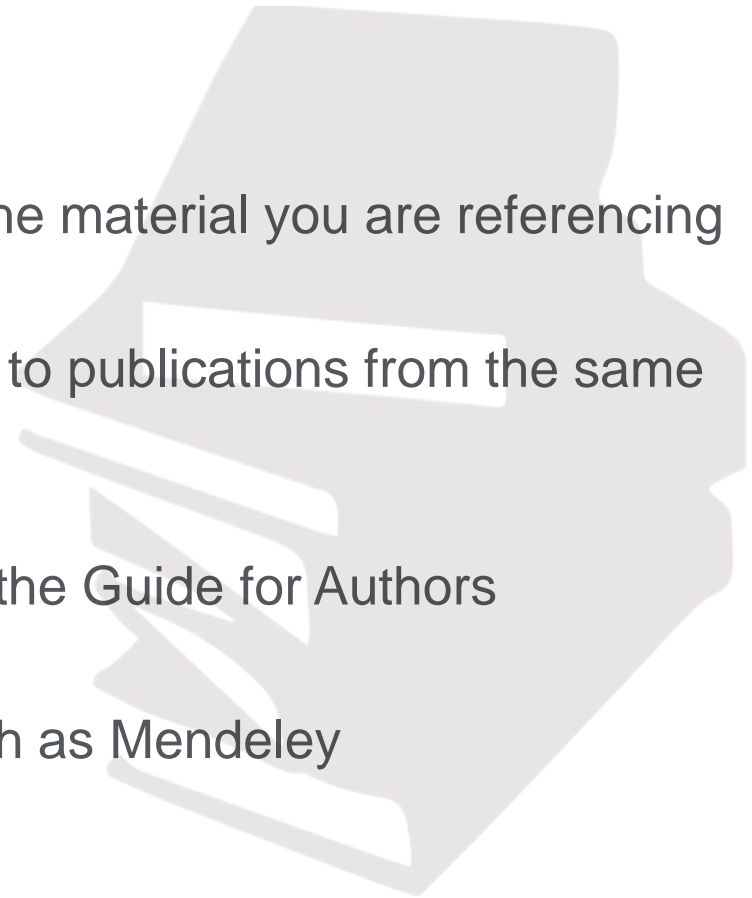 he material you are referencing
to publications from the same
the Guide for Authors
h as Mendeley